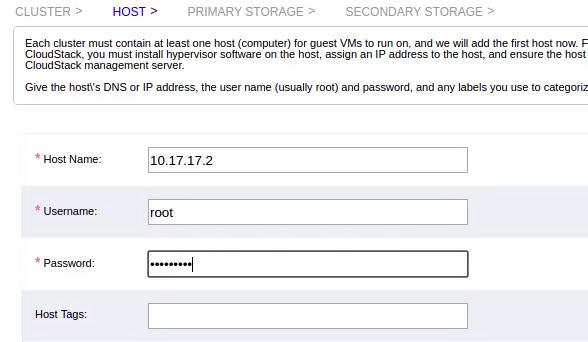 CLUSTER > HOST > PRIMARY STORAGE > SECONDARY STORAGE >
Each cluster must contain at least one host (computer) for guest VMs to run on, and we will add the first host now. F
CloudStack, you must install hypervisor software on the host, assign an IP address to the host, and ensure the host
CloudStack management server.
Give the host\'s DNS or IP address, the user name (usually root) and password, and any labels you use to categoriz
* Host Name: 10.17.17.2
* Username: root
* Password: •••••••••
Host Tags: